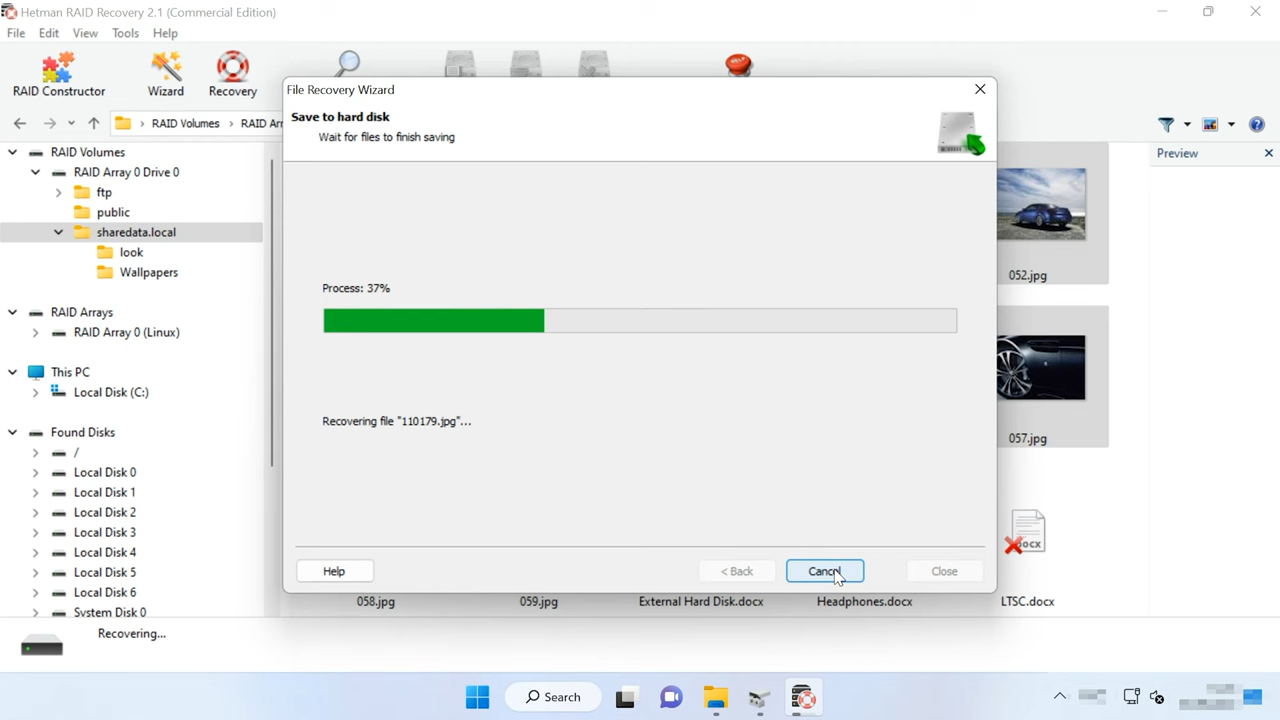 Hetman RAID Recovery 2.1 (Commercial Edition)
File Edit View Tools Help
RAID Constructor
Wizard
Recovery
RAID Volumes
Preview
RAID Volumes
RAID Array 0 Drive 0
ftp
public
sharedata.local
look
Wallpapers
RAID Arrays
RAID Array 0 (Linux)
This PC
Local Disk (C:)
Found Disks
/
Local Disk 0
Local Disk 1
Local Disk 2
Local Disk 3
Local Disk 4
Local Disk 5
Local Disk 6
System Disk 0
File Recovery Wizard
Save to hard disk
Wait for files to finish saving
Process: 37%
Recovering file "110179.jpg"...
Help
< Back
Cancel
Close
052.jpg
057.jpg
HELP
DOCX
058.jpg
059.jpg
External Hard Disk.docx
Headphones.docx
LTSC.docx
Recovering...
Search